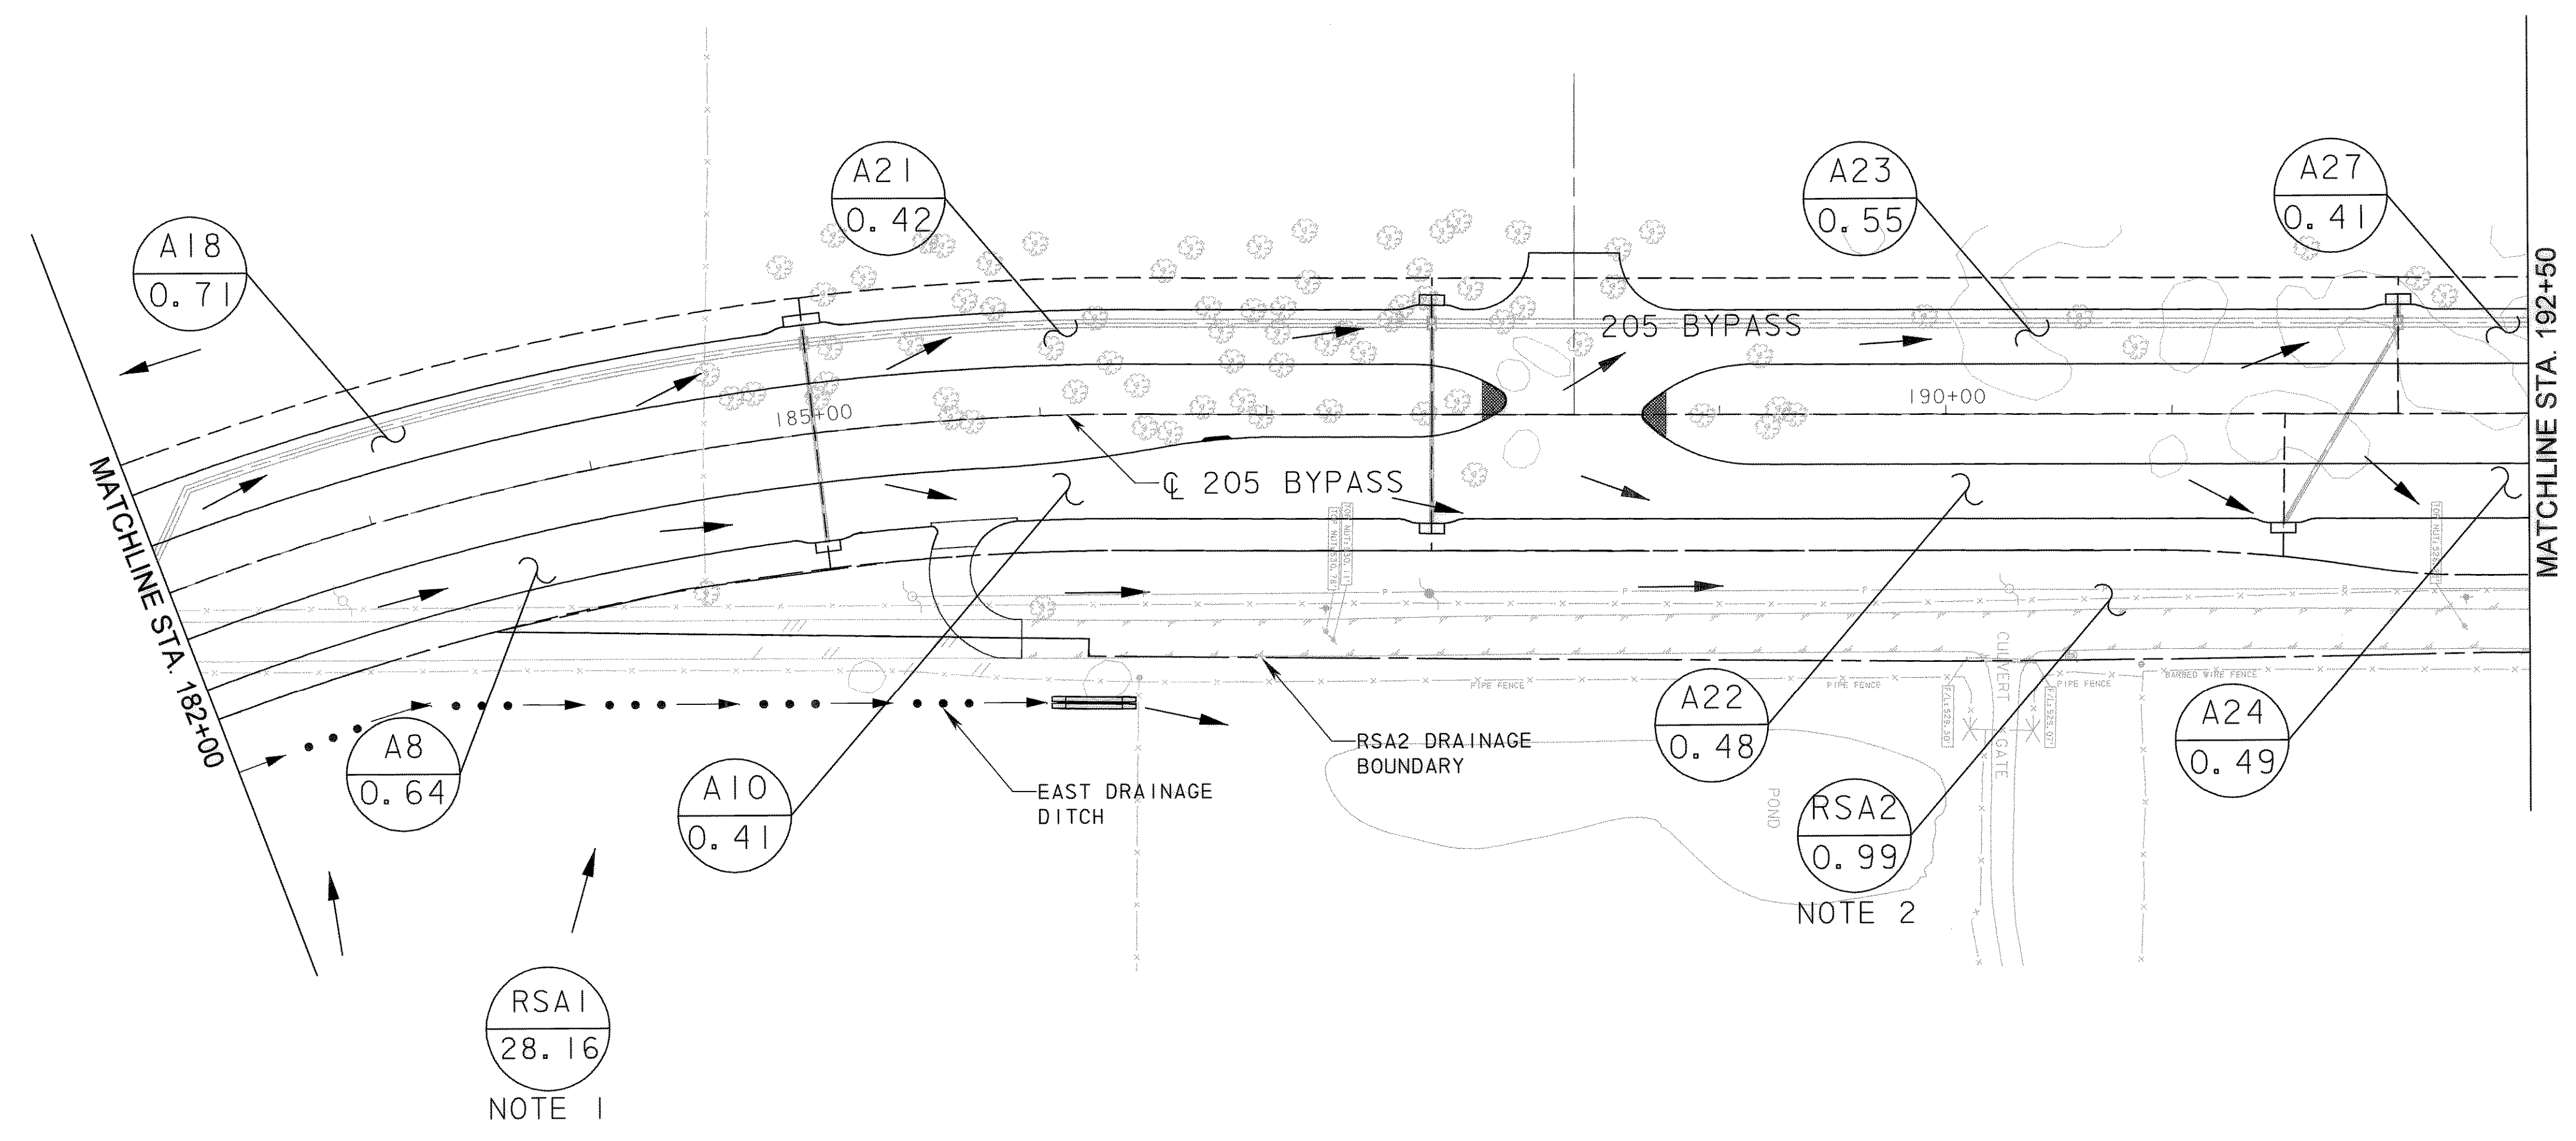 A21
0.42
A23
0.55
A27
0.41
A18
0.71
MATCHLINE STA. 192+50
205 BYPASS
190+00
185+00
℄ 205 BYPASS
MATCHLINE STA. 182+00
P
P
P
P
CULVERT
GATE
PIPE FENCE
PIPE FENCE
PIPE FENCE
BARBED WIRE FENCE
A8
0.64
A10
0.41
A22
0.48
A24
0.49
RSA2 DRAINAGE
BOUNDARY
EAST DRAINAGE
DITCH
POND
RSA2
0.99
NOTE 2
RSA1
28.16
NOTE 1